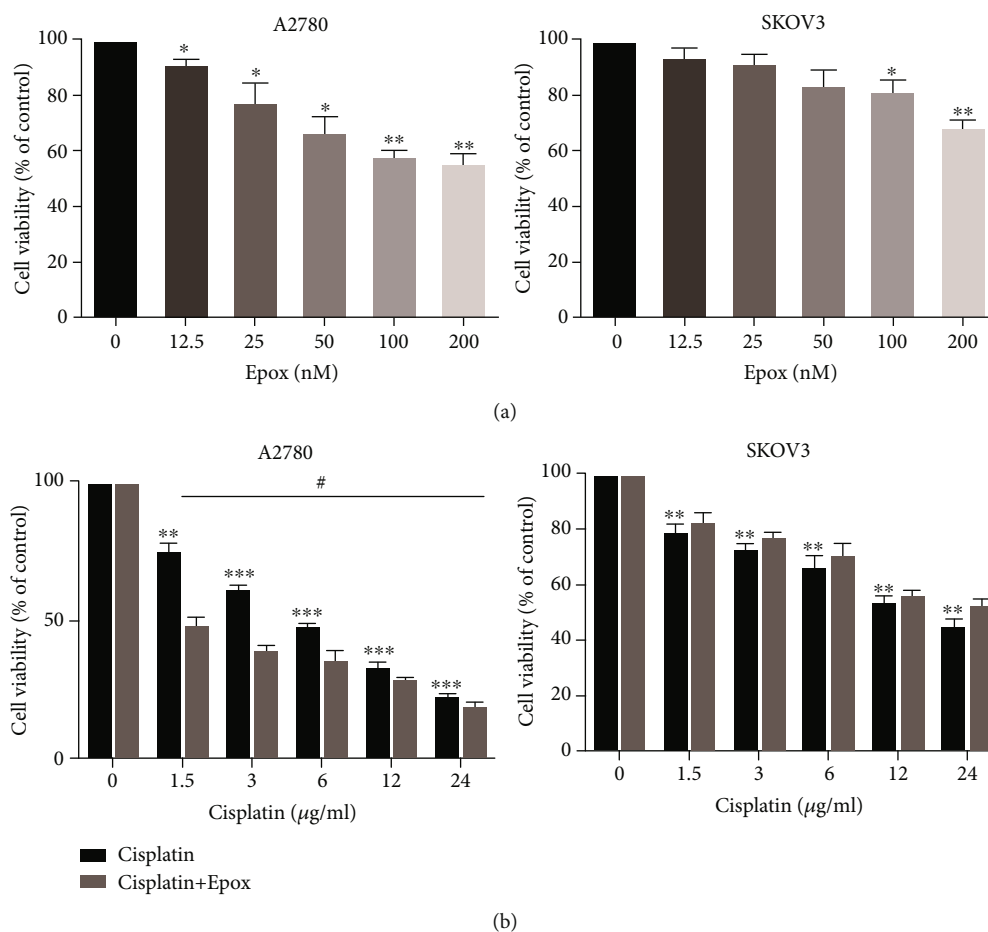 A2780
Cell viability (% of control)
100
80
60
40
20
0
* * * ** **
0 12.5 25 50 100 200
Epox (nM)
SKOV3
Cell viability (% of control)
100
80
60
40
20
0
* **
0 12.5 25 50 100 200
Epox (nM)
(a)
A2780
Cell viability (% of control)
100
50
0
#
** *** *** *** ***
0 1.5 3 6 12 24
Cisplatin (μg/ml)
SKOV3
Cell viability (% of control)
100
80
60
40
20
0
** ** ** ** **
0 1.5 3 6 12 24
Cisplatin (μg/ml)
Cisplatin
Cisplatin+Epox
(b)